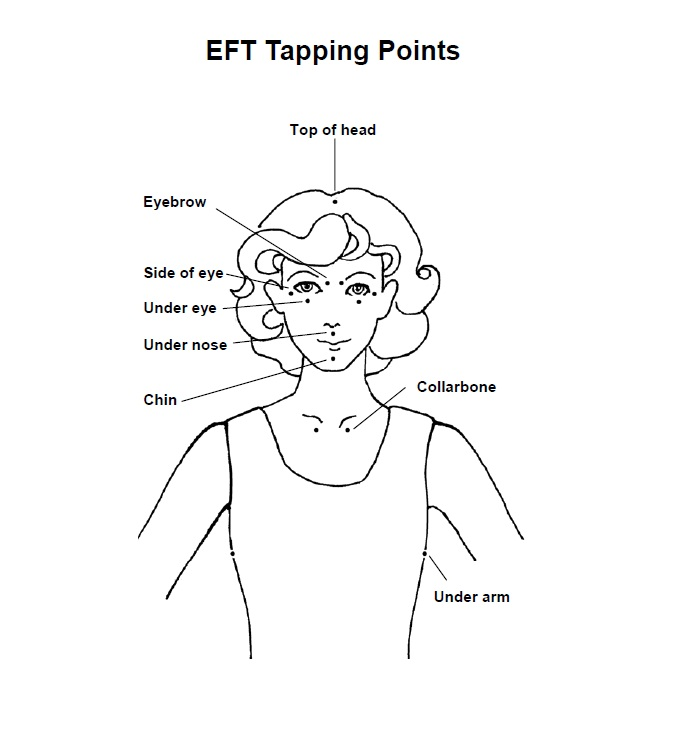 EFT Tapping Points
Top of head
Eyebrow
Side of eye
Under eye
Under nose
Chin
Collarbone
Under arm